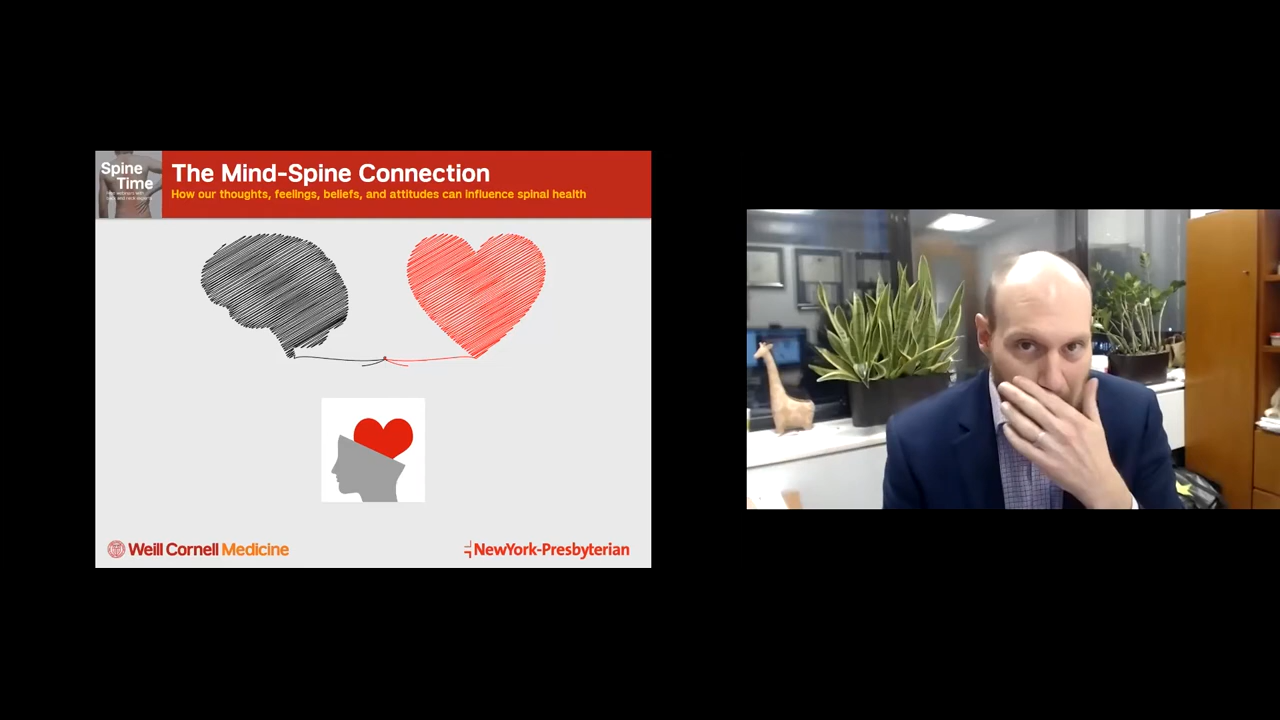 Spine
Time
The Mind-Spine Connection
How our thoughts, feelings, beliefs, and attitudes can influence spinal health
Weill Cornell Medicine
NewYork-Presbyterian